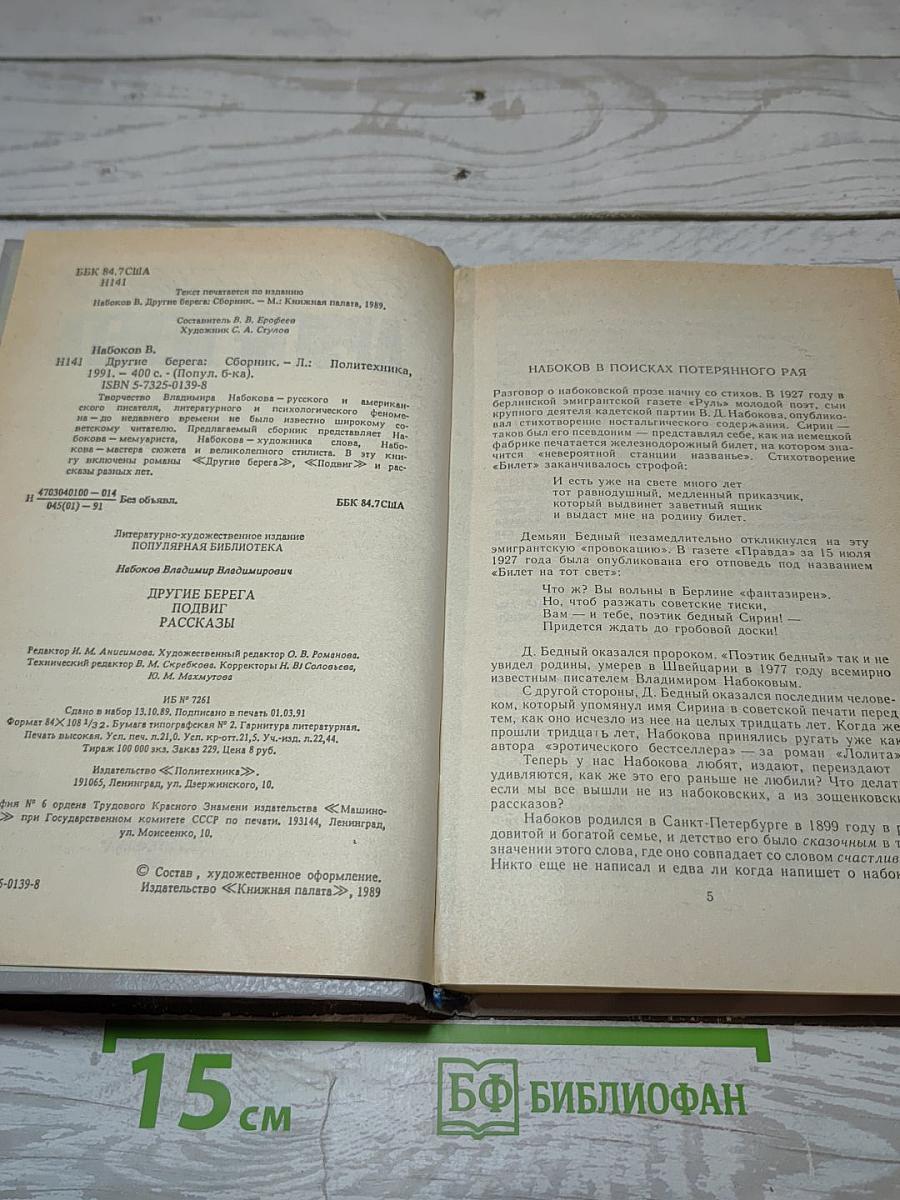 ББК 84.7США
Н141
Текст печатается по изданию
Набоков В. Другие берега: Сборник. — М.: Книжная палата, 1989.
Составитель В. В. Ерофеев
Художник С. А. Стулов
Набоков В.
Н141 Другие берега: Сборник. — Л.: Политехника,
1991. — 400 с. - (Попул. б-ка).
ISBN 5-7325-0139-8
Творчество Владимира Набокова — русского и американ-
ского писателя, литературного и психологического феноме-
на — до недавнего времени не было известно широкому со-
ветскому читателю. Предлагаемый сборник представляет На-
бокова — мемуариста, Набокова — художника слова, Набо-
кова — мастера сюжета и великолепного стилиста. В эту кни-
гу включены романы ≪Другие берега≫, ≪Подвиг≫ и рас-
сказы разных лет.
Н 4703040100 — 014
045(01) — 91 Без объявл. ББК 84.7США
Литературно-художественное издание
ПОПУЛЯРНАЯ БИБЛИОТЕКА
Набоков Владимир Владимирович
ДРУГИЕ БЕРЕГА
ПОДВИГ
РАССКАЗЫ
Редактор И. М. Анисимова. Художественный редактор О. В. Романова.
Технический редактор В. М. Скребкова. Корректоры Н. В! Соловьева,
Ю. М. Махмутова
ИБ № 7261
Сдано в набор 13.10.89. Подписано в печать 01.03.91
Формат 84×108 1/32. Бумага типографская № 2. Гарнитура литературная.
Печать высокая. Усл. печ. л.21,0. Усл. кр-отт.21,5. Уч.-изд. л.22,44.
Тираж 100 000 экз. Заказ 229. Цена 8 руб.
Издательство ≪Политехника≫.
191065, Ленинград, ул. Дзержинского, 10.
фия № 6 ордена Трудового Красного Знамени издательства ≪Машино-
≫ при Государственном комитете СССР по печати. 193144, Ленинград,
ул. Моисеенко, 10.
5-0139-8
© Состав, художественное оформление.
Издательство ≪Книжная палата≫, 1989
НАБОКОВ В ПОИСКАХ ПОТЕРЯННОГО РАЯ
Разговор о набоковской прозе начну со стихов. В 1927 году в
берлинской эмигрантской газете «Руль» молодой поэт, сын
крупного деятеля кадетской партии В. Д. Набокова, опублико-
вал стихотворение ностальгического содержания. Сирин —
таков был его псевдоним — представлял себе, как на немецкой
фабрике печатается железнодорожный билет, на котором зна-
чится «невероятной станции названье». Стихотворение
«Билет» заканчивалось строфой:
И есть уже на свете много лет
тот равнодушный, медленный приказчик,
который выдвинет заветный ящик
и выдаст мне на родину билет.
Демьян Бедный незамедлительно откликнулся на эту
эмигрантскую «провокацию». В газете «Правда» за 15 июля
1927 года была опубликована его отповедь под названием
«Билет на тот свет»:
Что ж? Вы вольны в Берлине «фантазирен».
Но, чтоб разжать советские тиски,
Вам — и тебе, поэтик бедный Сирин! —
Придется ждать до гробовой доски!
Д. Бедный оказался пророком. «Поэтик бедный» так и не
увидел родины, умерев в Швейцарии в 1977 году всемирно
известным писателем Владимиром Набоковым.
С другой стороны, Д. Бедный оказался последним челове-
ком, который упомянул имя Сирина в советской печати перед
тем, как оно исчезло из нее на целых тридцать лет. Когда же
прошли тридцать лет, Набокова принялись ругать уже как
автора «эротического бестселлера» — за роман «Лолита»
Теперь у нас Набокова любят, издают, переиздают
удивляются, как же это его раньше не любили? Что делат
если мы все вышли не из набоковских, а из зощенковски
рассказов?
Набоков родился в Санкт-Петербурге в 1899 году в р
довитой и богатой семье, и детство его было сказочным в т
значении этого слова, где оно совпадает со словом счастлив
Никто еще не написал и едва ли когда напишет о набок
5
15 см
БФ БИБЛИОФАН